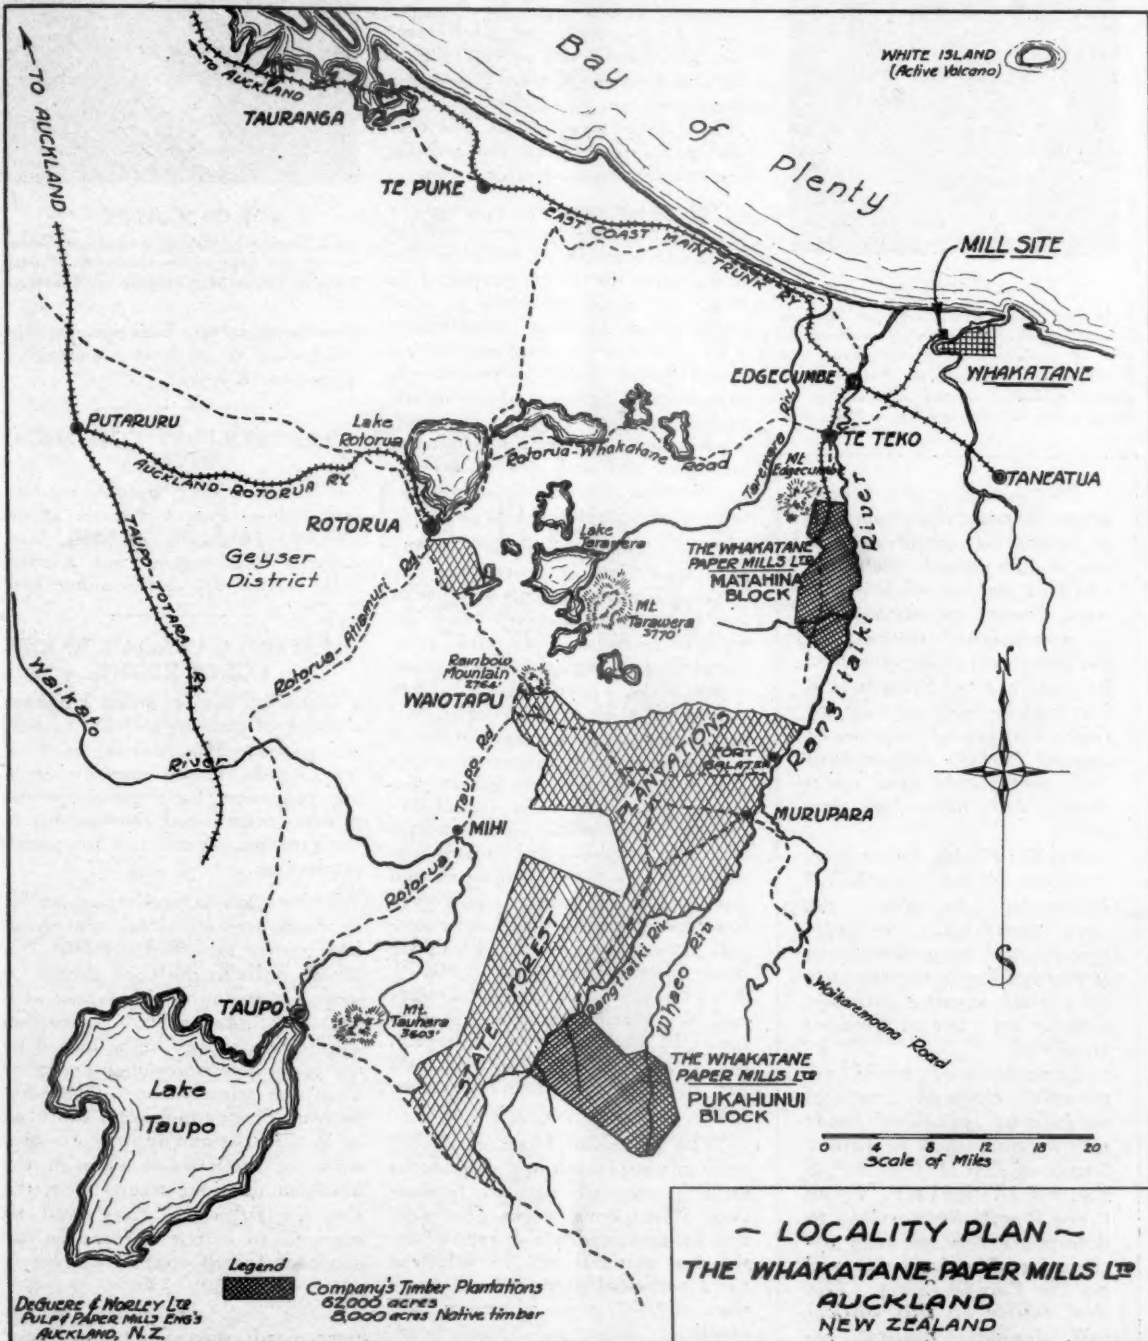 Bay
of
Plenty
WHITE ISLAND
(Active Volcano)
TO AUCKLAND
TO AUCKLAND
TAURANGA
TE PUKE
EAST COAST MAIN TRUNK RY.
MILL SITE
WHAKATANE
EDGECUMBE
PUTARURU
Lake
Rotorua
Rotorua-Whakatane
Road
TE TEKO
TANEATUA
AUCKLAND-ROTORUA RY.
Mt.
Edgecumb
ROTORUA
Lake
Tarawera
Geyser
District
THE WHAKATANE
PAPER MILLS LTD
MATAHINA
BLOCK
Rangitaiki River
TAUPO-TOTARA RY.
Rotorua-Atiamuri Rd.
Mt.
Tarawera
3770
Rainbow
Mountain
2764'
WAIOTAPU
Waikato
River
N
PLANTATIONS
FORT
GALATEA
Taupo Rd
MURUPARA
MIHI
Rotorua
STATE FOREST
S
Rangitaiki Riv.
Whaeo Riv
Waikaremoana Road
TAUPO
Mt.
Tauhara
3603'
Lake
Taupo
THE WHAKATANE
PAPER MILLS LTD
PUKAHUNUI
BLOCK
0 4 8 12 16 20
Scale of Miles
LOCALITY PLAN ~
THE WHAKATANE PAPER MILLS LTD
AUCKLAND
NEW ZEALAND
Legend
Company's Timber Plantations
62000 acres
8,000 acres Native timber
DEGUERE & WORLEY LTD
PULP & PAPER MILLS ENG'S
AUCKLAND, N.Z.